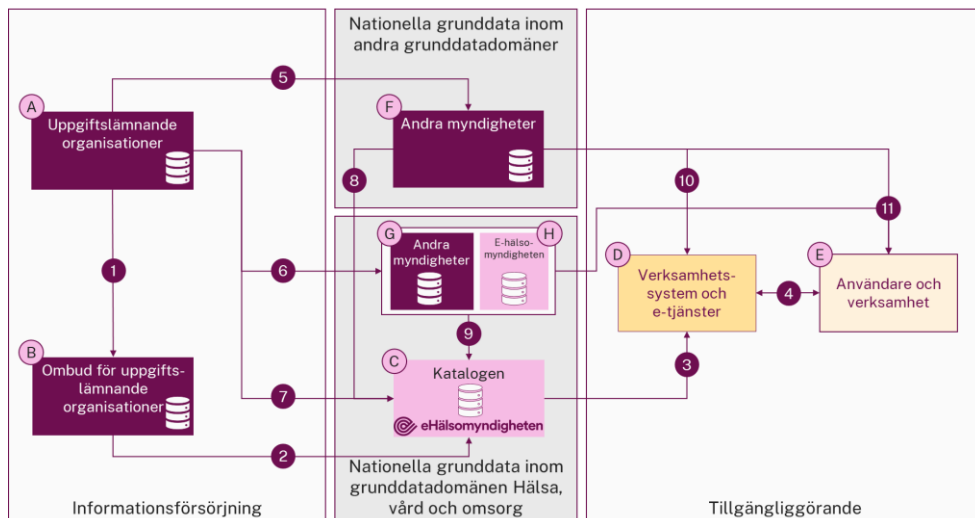 Nationella grunddata inom
andra grunddatadomäner
5
A
Uppgiftslämnande
organisationer
F
Andra myndigheter
8
10
11
G
Andra
myndigheter
H
E-hälso-
myndigheten
1
6
D
Verksamhets-
system och
e-tjänster
4
E
Användare och
verksamhet
9
B
Ombud för uppgifts-
lämnande
organisationer
C
Katalogen
eHälsomyndigheten
3
7
2
Informationsförsörjning
Nationella grunddata inom
grunddatadomänen Hälsa,
vård och omsorg
Tillgängliggörande